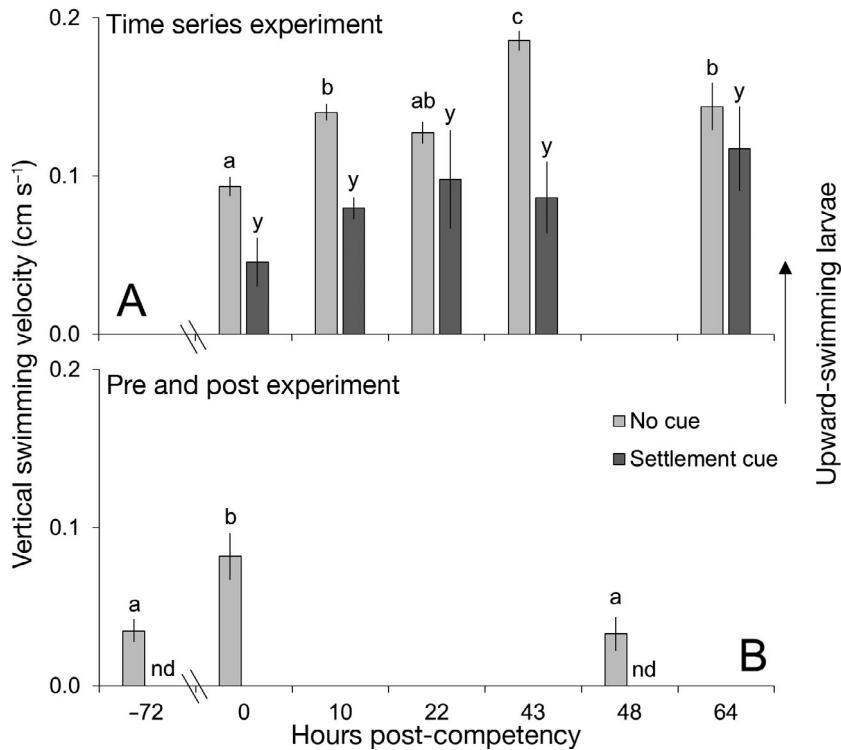 Time series experiment
0.2
0.1
0.0
a
y
b
y
ab
y
c
y
b
y
A
Vertical swimming velocity (cm s⁻¹)
Upward-swimming larvae
Pre and post experiment
0.2
0.1
0.0
No cue
Settlement cue
a
nd
b
a
nd
B
–72
0
10
22
43
48
64
Hours post-competency